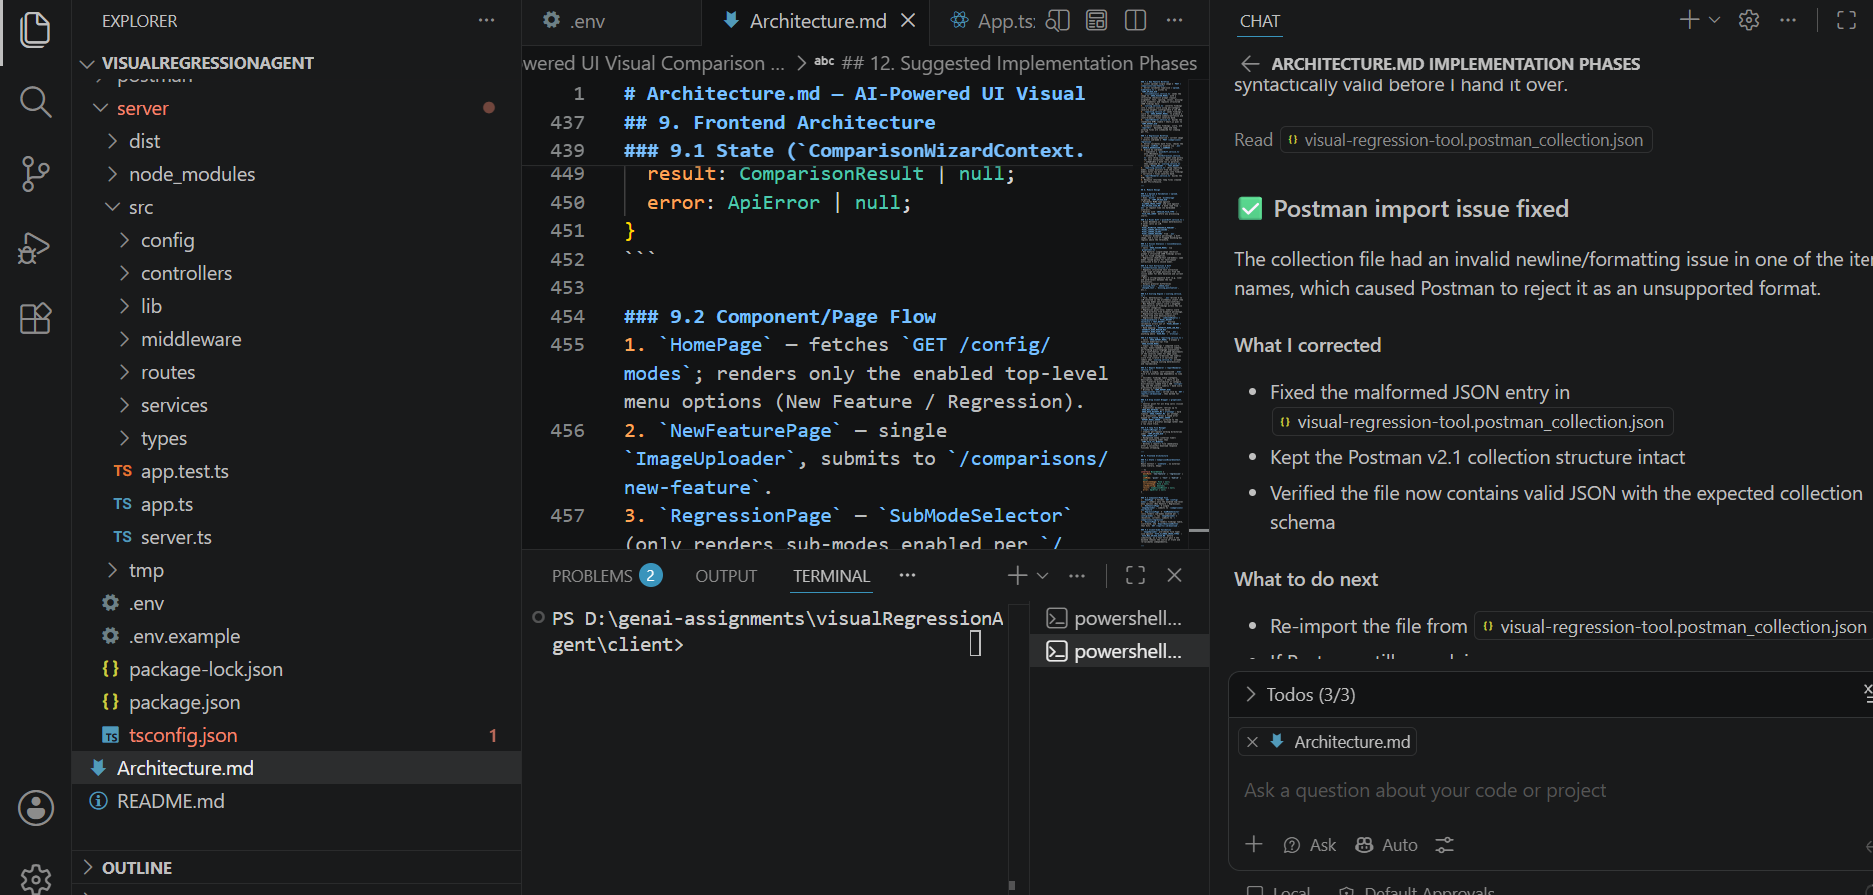 EXPLORER
VISUALREGRESSIONAGENT
postman
server
dist
node_modules
src
config
controllers
lib
middleware
routes
services
types
TS app.test.ts
TS app.ts
TS server.ts
tmp
.env
.env.example
{} package-lock.json
{} package.json
TS tsconfig.json 1
Architecture.md
README.md
OUTLINE
.env
Architecture.md
App.ts
wered UI Visual Comparison ... > abc ## 12. Suggested Implementation Phases
1 # Architecture.md — AI-Powered UI Visual
437 ## 9. Frontend Architecture
439 ### 9.1 State (`ComparisonWizardContext.
449 result: ComparisonResult | null;
450 error: ApiError | null;
451 }
452 ```
453
454 ### 9.2 Component/Page Flow
455 1. `HomePage` — fetches `GET /config/
modes`; renders only the enabled top-level
menu options (New Feature / Regression).
456 2. `NewFeaturePage` — single
`ImageUploader`, submits to `/comparisons/
new-feature`.
457 3. `RegressionPage` — `SubModeSelector`
(only renders sub-modes enabled per `/
PROBLEMS 2
OUTPUT
TERMINAL
PS D:\genai-assignments\visualRegressionA
gent\client>
powershell...
powershell...
CHAT
ARCHITECTURE.MD IMPLEMENTATION PHASES
syntactically valid before I hand it over.
Read {} visual-regression-tool.postman_collection.json
✅ Postman import issue fixed
The collection file had an invalid newline/formatting issue in one of the ite
names, which caused Postman to reject it as an unsupported format.
What I corrected
• Fixed the malformed JSON entry in
{} visual-regression-tool.postman_collection.json
• Kept the Postman v2.1 collection structure intact
• Verified the file now contains valid JSON with the expected collection
schema
What to do next
• Re-import the file from {} visual-regression-tool.postman_collection.json
Todos (3/3)
Architecture.md
Ask a question about your code or project
Ask
Auto
Local
Default Approvals